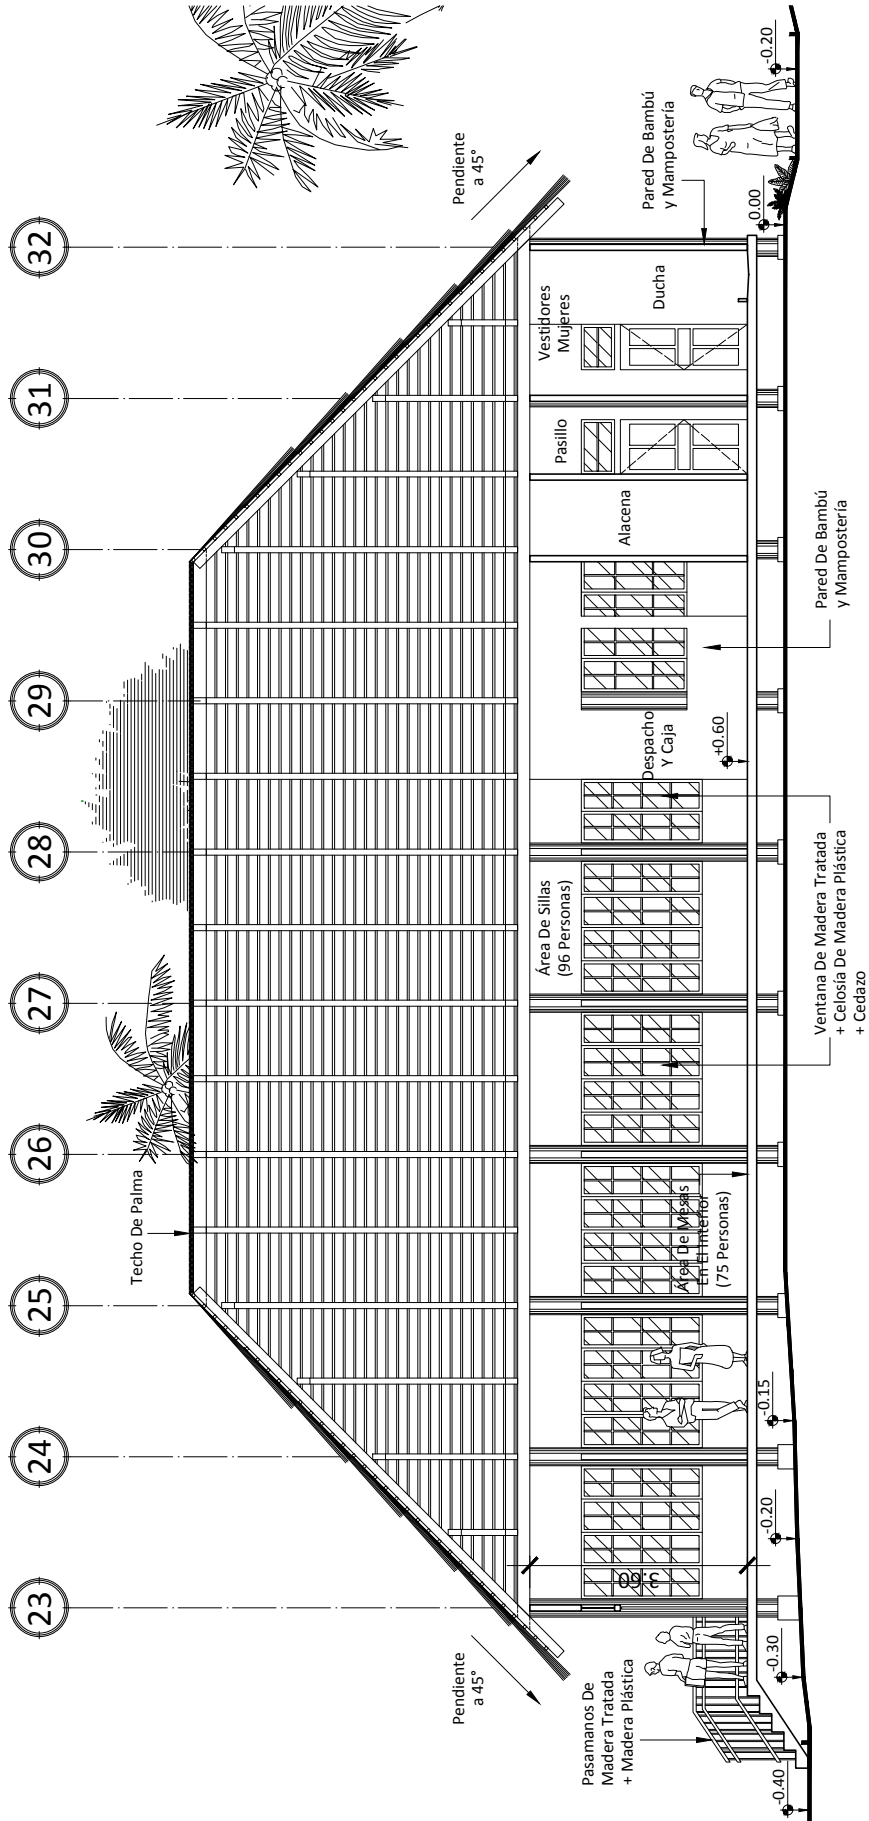 23
24
25
26
27
28
29
30
31
32
Techo De Palma
Pendiente
a 45°
Pendiente
a 45°
Área De Sillas
(96 Personas)
Despacho
Y Caja
Alacena
Pasillo
Vestidores
Mujeres
Ducha
Pared De Bambú
y Mampostería
Área De Mesas
En El Interior
(75 Personas)
3.60
Pasamanos De
Madera Tratada
+ Madera Plástica
-0.40
-0.30
-0.20
-0.15
+0.60
0.00
-0.20
Ventana De Madera Tratada
+ Celosía De Madera Plástica
+ Cedazo
Pared De Bambú
y Mampostería